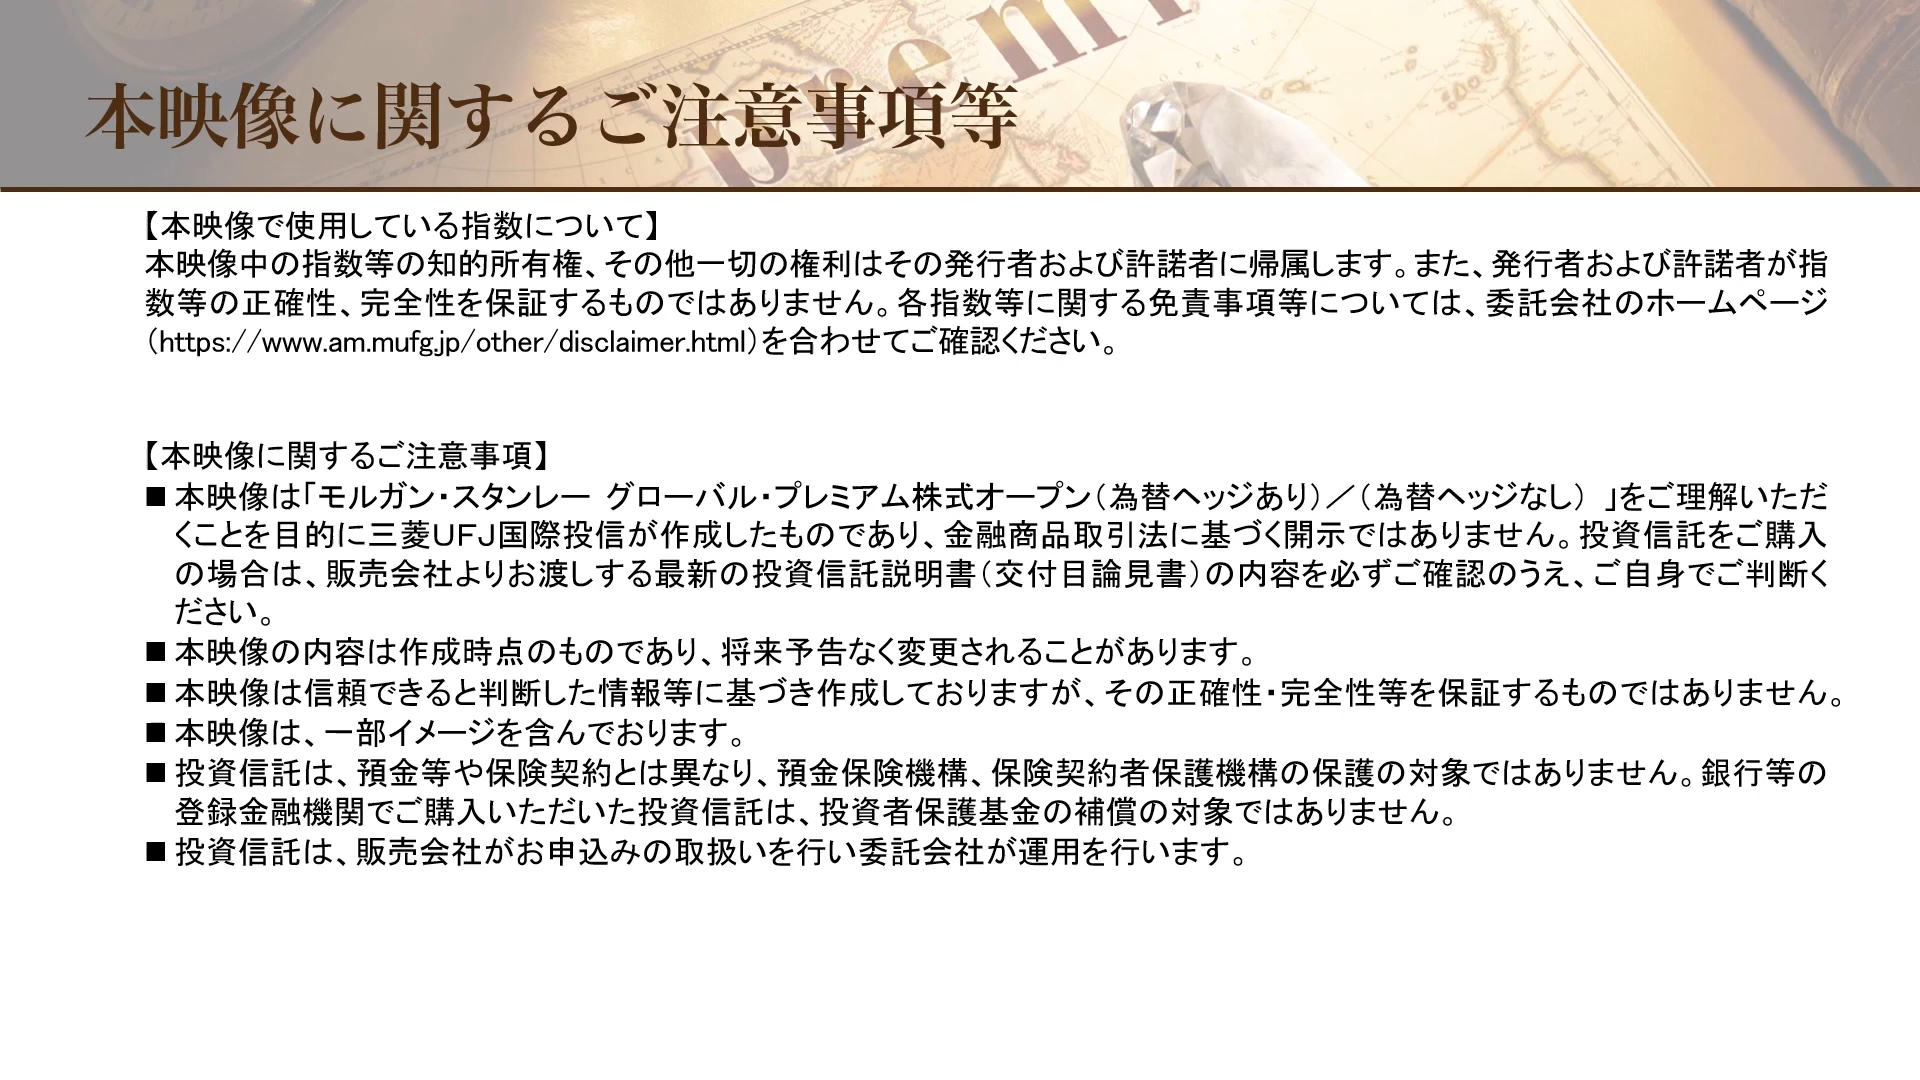 本映像に関するご注意事項等
premi
【本映像で使用している指数について】
本映像中の指数等の知的所有権、その他一切の権利はその発行者および許諾者に帰属します。また、発行者および許諾者が指
数等の正確性、完全性を保証するものではありません。各指数等に関する免責事項等については、委託会社のホームページ
（https://www.am.mufg.jp/other/disclaimer.html）を合わせてご確認ください。
【本映像に関するご注意事項】
■ 本映像は「モルガン・スタンレー グローバル・プレミアム株式オープン（為替ヘッジあり）／（為替ヘッジなし） 」をご理解いただ
くことを目的に三菱UFJ国際投信が作成したものであり、金融商品取引法に基づく開示ではありません。投資信託をご購入
の場合は、販売会社よりお渡しする最新の投資信託説明書（交付目論見書）の内容を必ずご確認のうえ、ご自身でご判断く
ださい。
■ 本映像の内容は作成時点のものであり、将来予告なく変更されることがあります。
■ 本映像は信頼できると判断した情報等に基づき作成しておりますが、その正確性・完全性等を保証するものではありません。
■ 本映像は、一部イメージを含んでおります。
■ 投資信託は、預金等や保険契約とは異なり、預金保険機構、保険契約者保護機構の保護の対象ではありません。銀行等の
登録金融機関でご購入いただいた投資信託は、投資者保護基金の補償の対象ではありません。
■ 投資信託は、販売会社がお申込みの取扱いを行い委託会社が運用を行います。